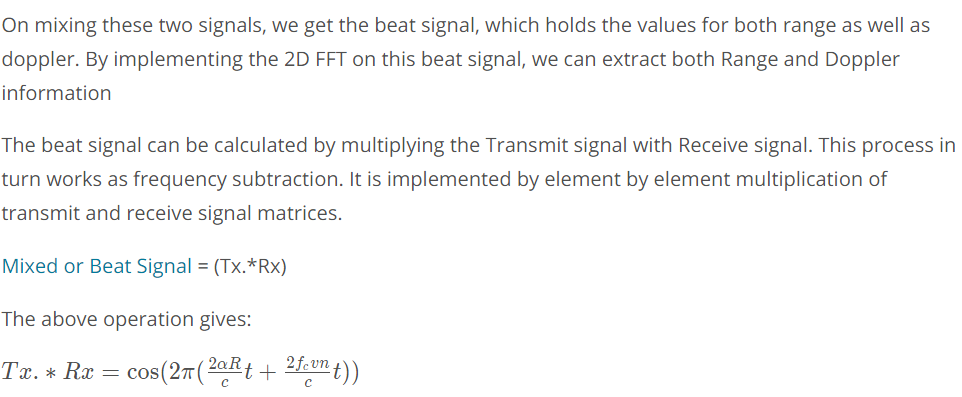 On mixing these two signals, we get the beat signal, which holds the values for both range as well as
doppler. By implementing the 2D FFT on this beat signal, we can extract both Range and Doppler
information
The beat signal can be calculated by multiplying the Transmit signal with Receive signal. This process in
turn works as frequency subtraction. It is implemented by element by element multiplication of
transmit and receive signal matrices.
Mixed or Beat Signal = (Tx.*Rx)
The above operation gives:
Tx. * Rx = cos(2π(\frac{2αR}{c}t + \frac{2f_c vn}{c}t))